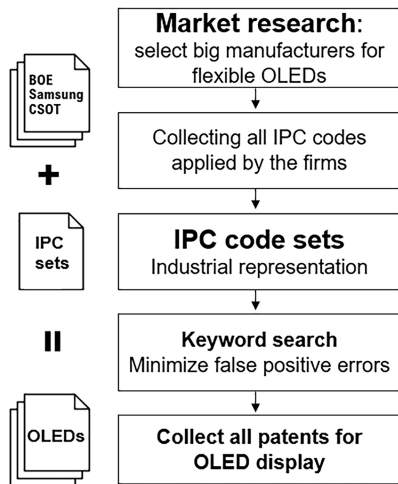 Market research:
select big manufacturers for
flexible OLEDs
BOE
Samsung
CSOT
Collecting all IPC codes
applied by the firms
+
IPC
sets
IPC code sets
Industrial representation
=
Keyword search
Minimize false positive errors
OLEDs
Collect all patents for
OLED display